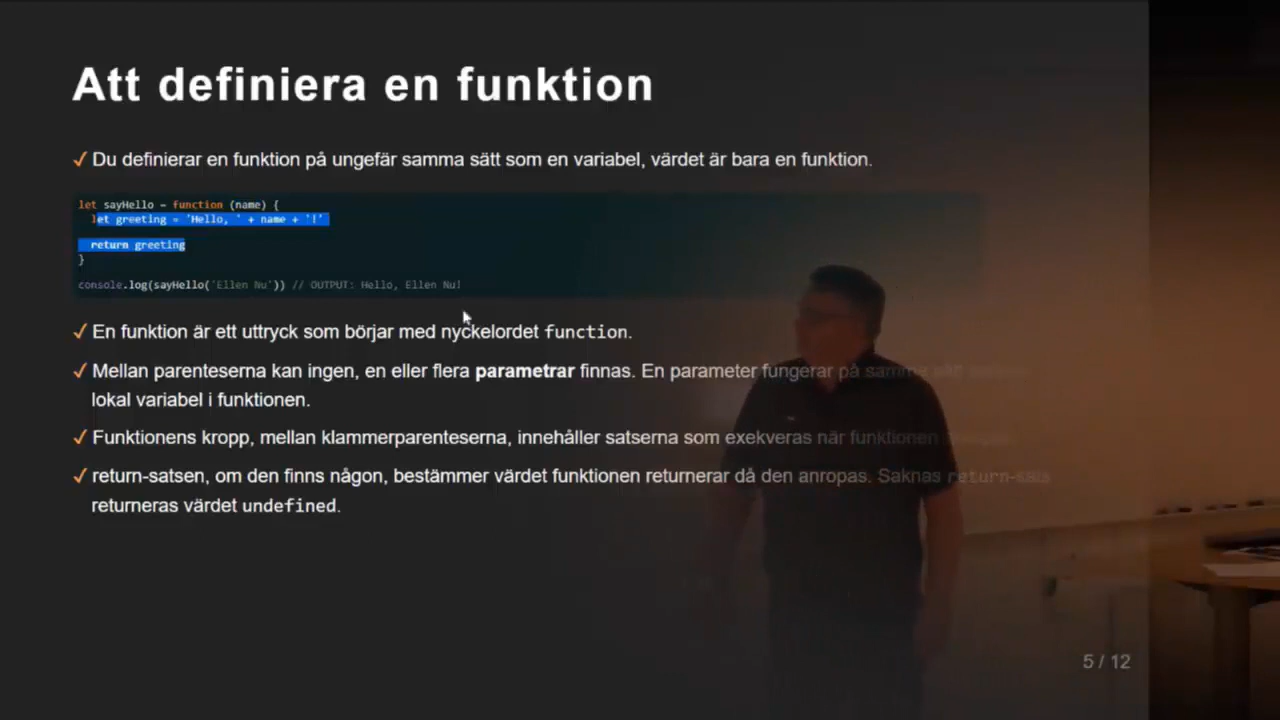 Att definiera en funktion
✓ Du definierar en funktion på ungefär samma sätt som en variabel, värdet är bara en funktion.
let sayHello = function (name) {
let greeting = 'Hello, ' + name + '!'
return greeting
}
console.log(sayHello('Ellen Nu')) // OUTPUT: Hello, Ellen Nu!
✓ En funktion är ett uttryck som börjar med nyckelordet function.
✓ Mellan parenteserna kan ingen, en eller flera parametrar finnas. En parameter fungerar på samma sätt
lokal variabel i funktionen.
✓ Funktionens kropp, mellan klammerparenteserna, innehåller satserna som exekveras när funktionen
✓ return-satsen, om den finns någon, bestämmer värdet funktionen returnerar då den anropas. Saknas return-sats
returneras värdet undefined.
5 / 12